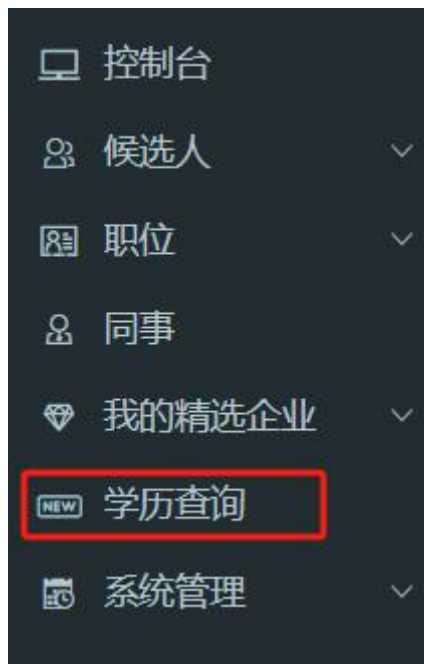 控制台
候选人
职位
同事
我的精选企业
NEW 学历查询
系统管理